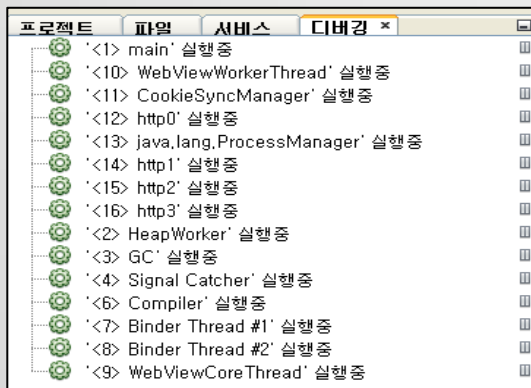 프로젝트 파일 서비스 디버깅 ×
'<1> main' 실행중
'<10> WebViewWorkerThread' 실행중
'<11> CookieSyncManager' 실행중
'<12> http0' 실행중
'<13> java,lang,ProcessManager' 실행중
'<14> http1' 실행중
'<15> http2' 실행중
'<16> http3' 실행중
'<2> HeapWorker' 실행중
'<3> GC' 실행중
'<4> Signal Catcher' 실행중
'<6> Compiler' 실행중
'<7> Binder Thread #1' 실행중
'<8> Binder Thread #2' 실행중
'<9> WebViewCoreThread' 실행중